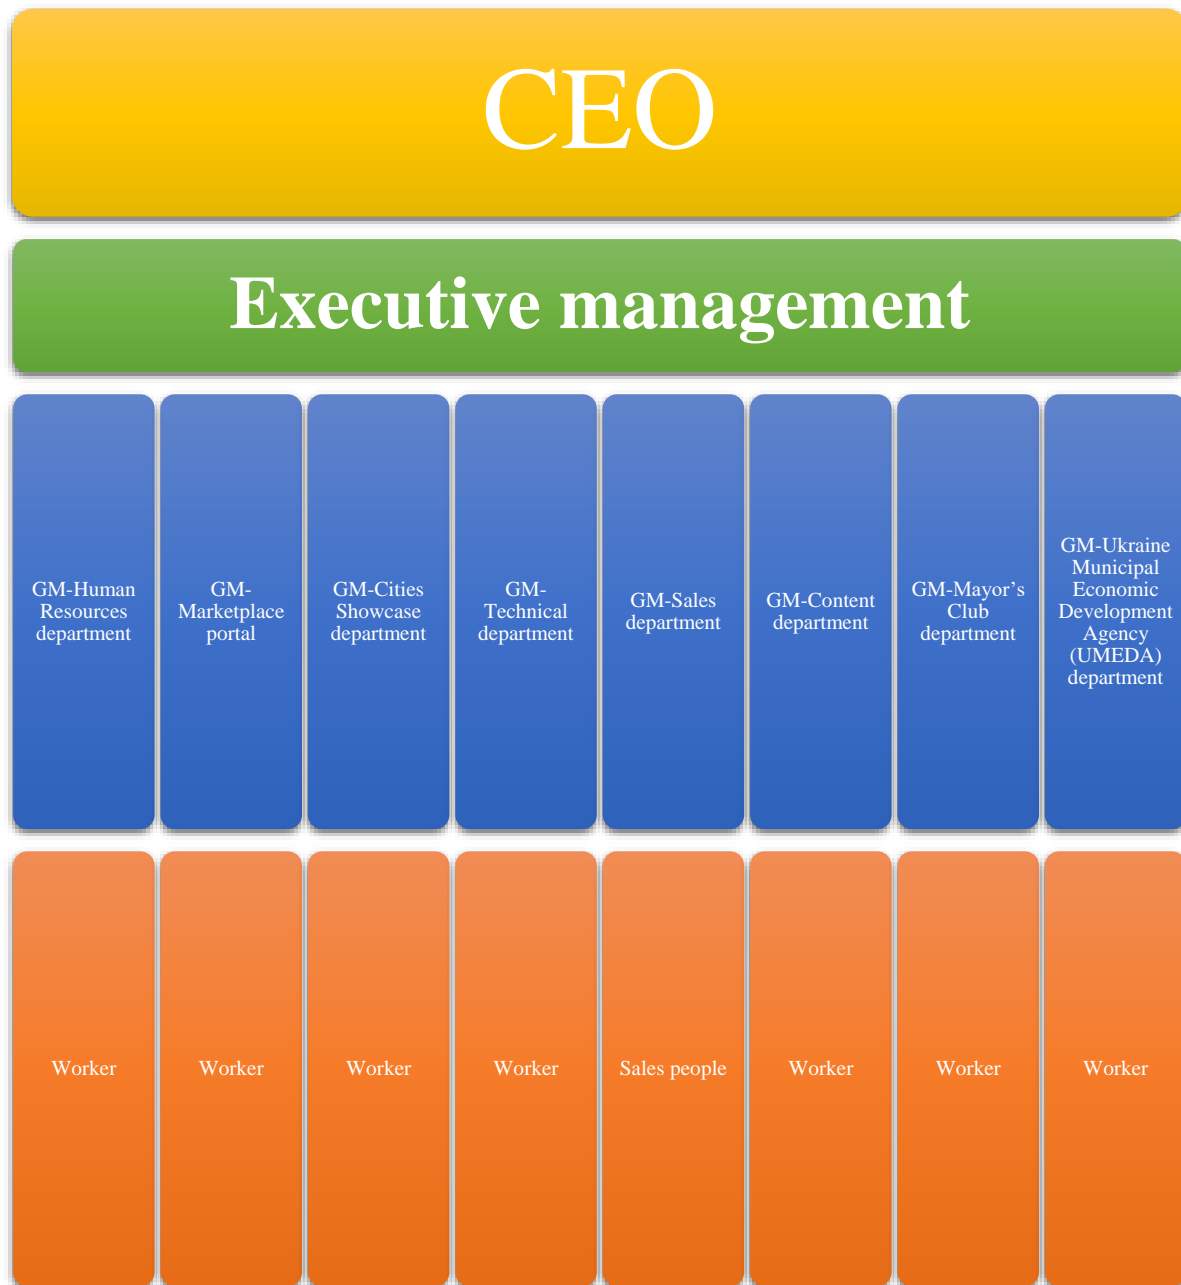 CEO
Executive management
GM-Human
Resources
department
GM-
Marketplace
portal
GM-Cities
Showcase
department
GM-
Technical
department
GM-Sales
department
GM-Content
department
GM-Mayor’s
Club
department
GM-Ukraine
Municipal
Economic
Development
Agency
(UMEDA)
department
Worker
Worker
Worker
Worker
Sales people
Worker
Worker
Worker